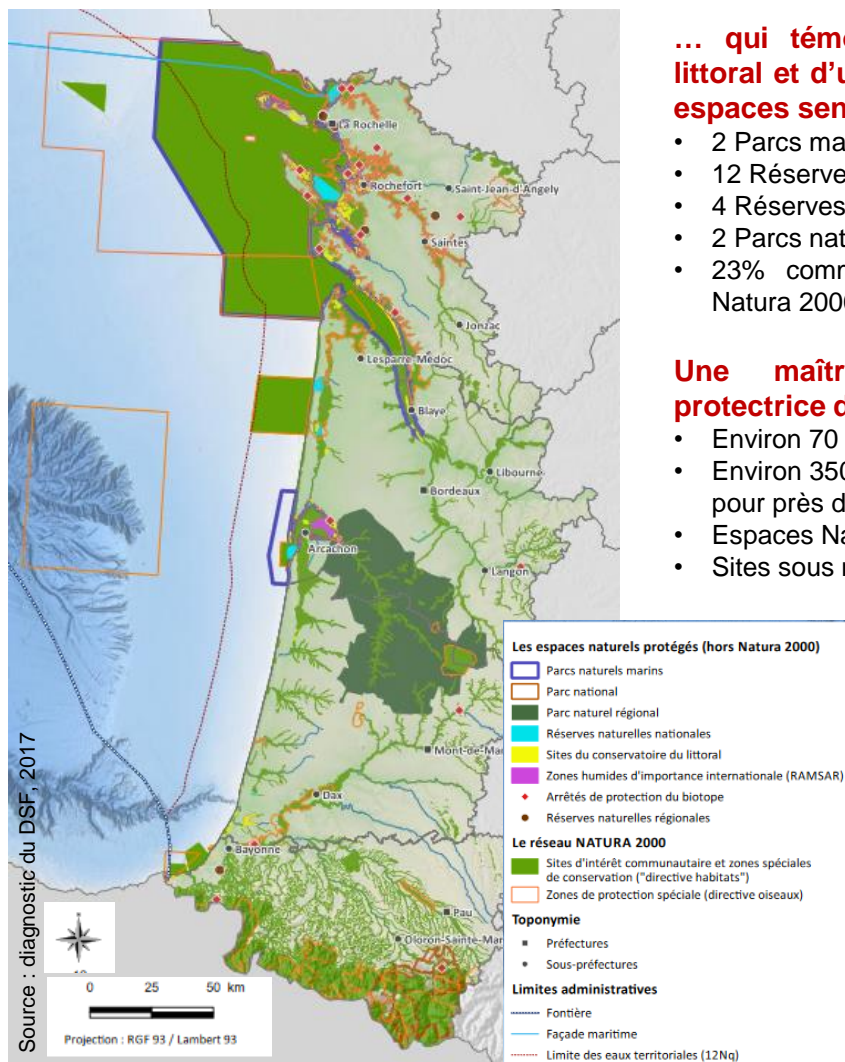 … qui tém
littoral et d'u
espaces sen
• 2 Parcs ma
• 12 Réserve
• 4 Réserves
• 2 Parcs nat
• 23% comm
Natura 2000
Une maîtr
protectrice d
• Environ 70
• Environ 350
pour près d
• Espaces Na
• Sites sous r
La Rochelle
Rochefort
Saint-Jean-d'Angely
Saintes
Jonzac
Lesparre-Médoc
Blaye
Libourne
Bordeaux
Arcachon
Langon
Mont-de-Mar
Dax
Bayonne
Pau
Oloron-Sainte-Mar
Source : diagnostic du DSF, 2017
0 25 50 km
Projection : RGF 93 / Lambert 93
Les espaces naturels protégés (hors Natura 2000)
Parcs naturels marins
Parc national
Parc naturel régional
Réserves naturelles nationales
Sites du conservatoire du littoral
Zones humides d'importance internationale (RAMSAR)
Arrêtés de protection du biotope
Réserves naturelles régionales
Le réseau NATURA 2000
Sites d'intérêt communautaire et zones spéciales
de conservation ("directive habitats")
Zones de protection spéciale (directive oiseaux)
Toponymie
Préfectures
Sous-préfectures
Limites administratives
Fontière
Façade maritime
Limite des eaux territoriales (12Nq)